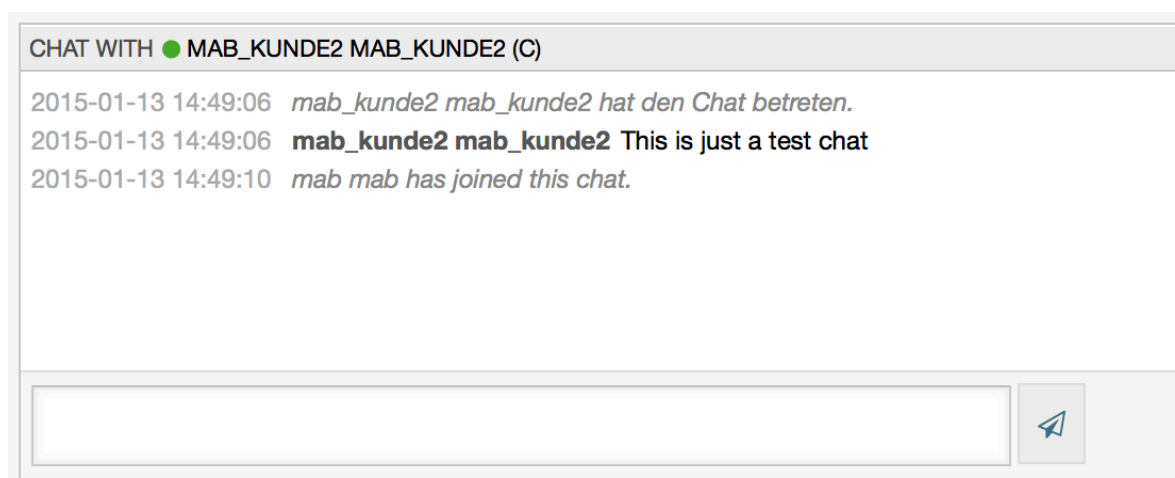 CHAT WITH MAB_KUNDE2 MAB_KUNDE2 (C)
2015-01-13 14:49:06 mab_kunde2 mab_kunde2 hat den Chat betreten.
2015-01-13 14:49:06 mab_kunde2 mab_kunde2 This is just a test chat
2015-01-13 14:49:10 mab mab has joined this chat.